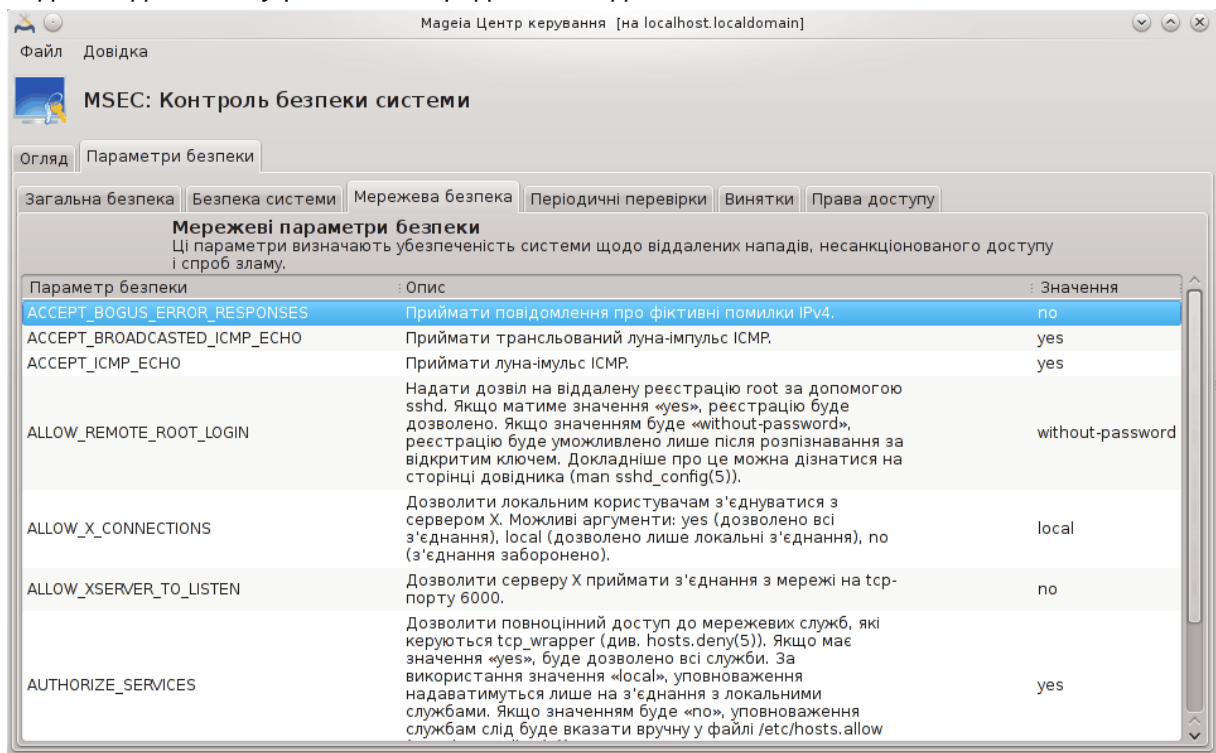 Mageia Центр керування [на localhost.localdomain]
Файл Довідка
MSEC: Контроль безпеки системи
Огляд Параметри безпеки
Загальна безпека Безпека системи Мережева безпека Періодичні перевірки Винятки Права доступу
Мережеві параметри безпеки
Ці параметри визначають убезпеченість системи щодо віддалених нападів, несанкціонованого доступу
і спроб зламу.
Параметр безпеки Опис Значення
ACCEPT_BOGUS_ERROR_RESPONSES Приймати повідомлення про фіктивні помилки IPv4. no
ACCEPT_BROADCASTED_ICMP_ECHO Приймати трансльований луна-імпульс ICMP. yes
ACCEPT_ICMP_ECHO Приймати луна-імульс ICMP. yes
Надати дозвіл на віддалену реєстрацію root за допомогою
sshd. Якщо матиме значення «yes», реєстрацію буде
дозволено. Якщо значенням буде «without-password»,
ALLOW_REMOTE_ROOT_LOGIN реєстрацію буде уможливлено лише після розпізнавання за without-password
відкритим ключем. Докладніше про це можна дізнатися на
сторінці довідника (man sshd_config(5)).
Дозволити локальним користувачам з'єднуватися з
сервером X. Можливі аргументи: yes (дозволено всі
ALLOW_X_CONNECTIONS з'єднання), local (дозволено лише локальні з'єднання), no local
(з'єднання заборонено).
ALLOW_XSERVER_TO_LISTEN Дозволити серверу X приймати з'єднання з мережі на tcp- no
порту 6000.
Дозволити повноцінний доступ до мережевих служб, які
керуються tcp_wrapper (див. hosts.deny(5)). Якщо має
значення «yes», буде дозволено всі служби. За
використання значення «local», уповноваження
AUTHORIZE_SERVICES надаватимуться лише на з'єднання з локальними yes
службами. Якщо значенням буде «no», уповноваження
службам слід буде вказати вручну у файлі /etc/hosts.allow